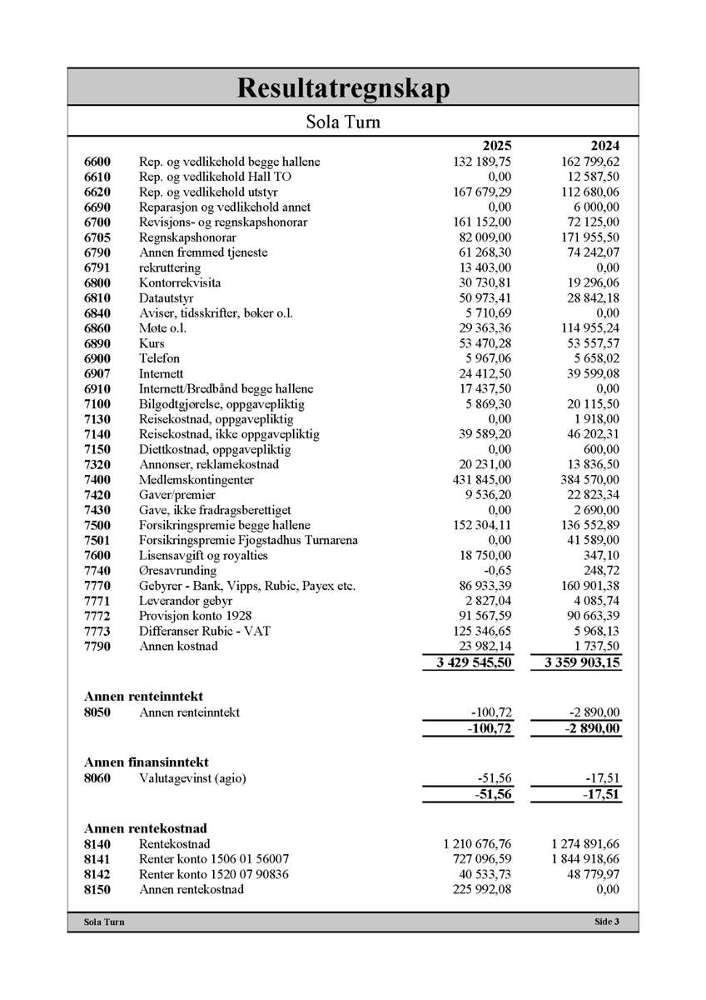 Resultatregnskap
Sola Turn
2025 2024
6600 Rep. og vedlikehold begge hallene 132 189,75 162 799,62
6610 Rep. og vedlikehold Hall TO 0,00 12 587,50
6620 Rep. og vedlikehold utstyr 167 679,29 112 680,06
6690 Reparasjon og vedlikehold annet 0,00 6 000,00
6700 Revisjons- og regnskapshonorar 161 152,00 72 125,00
6705 Regnskapshonorar 82 009,00 171 955,50
6790 Annen fremmed tjeneste 61 268,30 74 242,07
6791 rekruttering 13 403,00 0,00
6800 Kontorrekvisita 30 730,81 19 296,06
6810 Datautstyr 50 973,41 28 842,18
6840 Aviser, tidsskrifter, bøker o.l. 5 710,69 0,00
6860 Møte o.l. 29 363,36 114 955,24
6890 Kurs 53 470,28 53 557,57
6900 Telefon 5 967,06 5 658,02
6907 Internett 24 412,50 39 599,08
6910 Internett/Bredbånd begge hallene 17 437,50 0,00
7100 Bilgodtgjørelse, oppgavepliktig 5 869,30 20 115,50
7130 Reisekostnad, oppgavepliktig 0,00 1 918,00
7140 Reisekostnad, ikke oppgavepliktig 39 589,20 46 202,31
7150 Diettkostnad, oppgavepliktig 0,00 600,00
7320 Annonser, reklamekostnad 20 231,00 13 836,50
7400 Medlemskontingenter 431 845,00 384 570,00
7420 Gaver/premier 9 536,20 22 823,34
7430 Gave, ikke fradragsberettiget 0,00 2 690,00
7500 Forsikringspremie begge hallene 152 304,11 136 552,89
7501 Forsikringspremie Fjogstadhus Turnarena 0,00 41 589,00
7600 Lisensavgift og royalties 18 750,00 347,10
7740 Øresavrunding -0,65 248,72
7770 Gebyrer - Bank, Vipps, Rubic, Payex etc. 86 933,39 160 901,38
7771 Leverandør gebyr 2 827,04 4 085,74
7772 Provisjon konto 1928 91 567,59 90 663,39
7773 Differanser Rubic - VAT 125 346,65 5 968,13
7790 Annen kostnad 23 982,14 1 737,50
3 429 545,50 3 359 903,15
Annen renteinntekt
8050 Annen renteinntekt -100,72 -2 890,00
-100,72 -2 890,00
Annen finansinntekt
8060 Valutagevinst (agio) -51,56 -17,51
-51,56 -17,51
Annen rentekostnad
8140 Rentekostnad 1 210 676,76 1 274 891,66
8141 Renter konto 1506 01 56007 727 096,59 1 844 918,66
8142 Renter konto 1520 07 90836 40 533,73 48 779,97
8150 Annen rentekostnad 225 992,08 0,00
Sola Turn Side 3